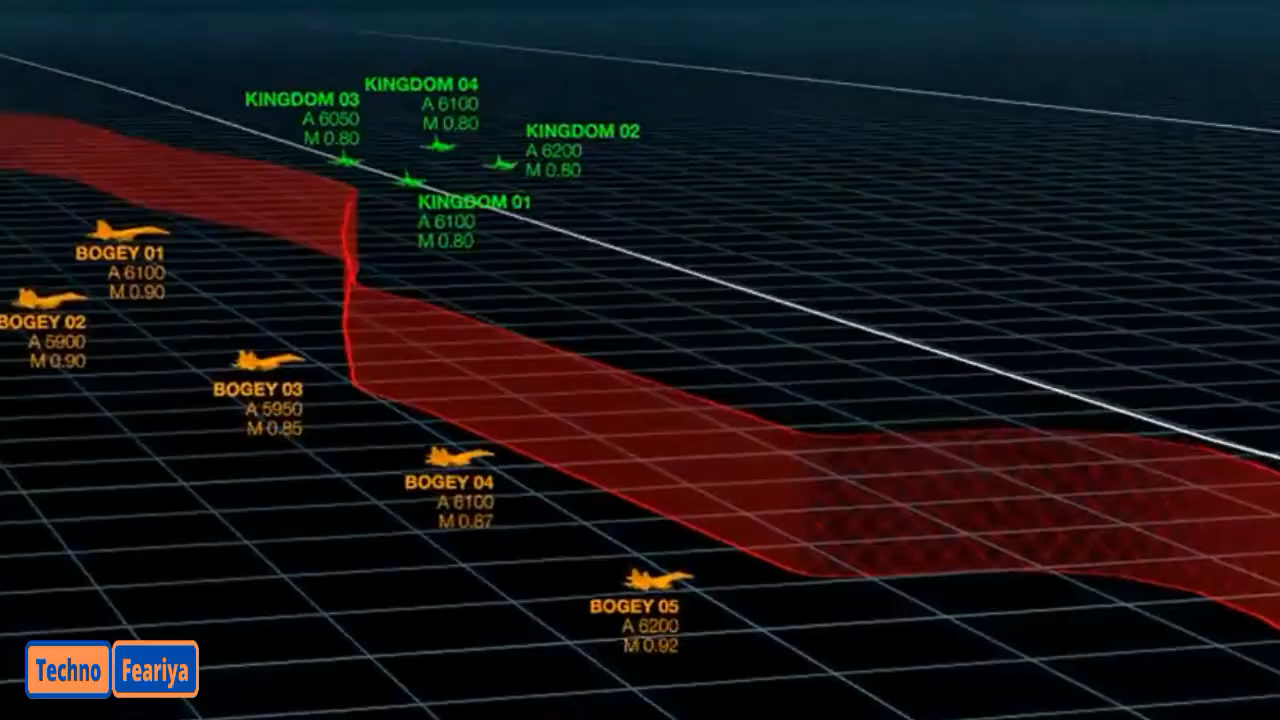 KINGDOM 04
A 6100
M 0.80
KINGDOM 03
A 6050
M 0.80
KINGDOM 02
A 6200
M 0.80
KINGDOM 01
A 6100
M 0.80
BOGEY 01
A 6100
M 0.90
BOGEY 02
A 5900
M 0.90
BOGEY 03
A 5950
M 0.85
BOGEY 04
A 6100
M 0.87
BOGEY 05
A 6200
M 0.92
Techno Feariya